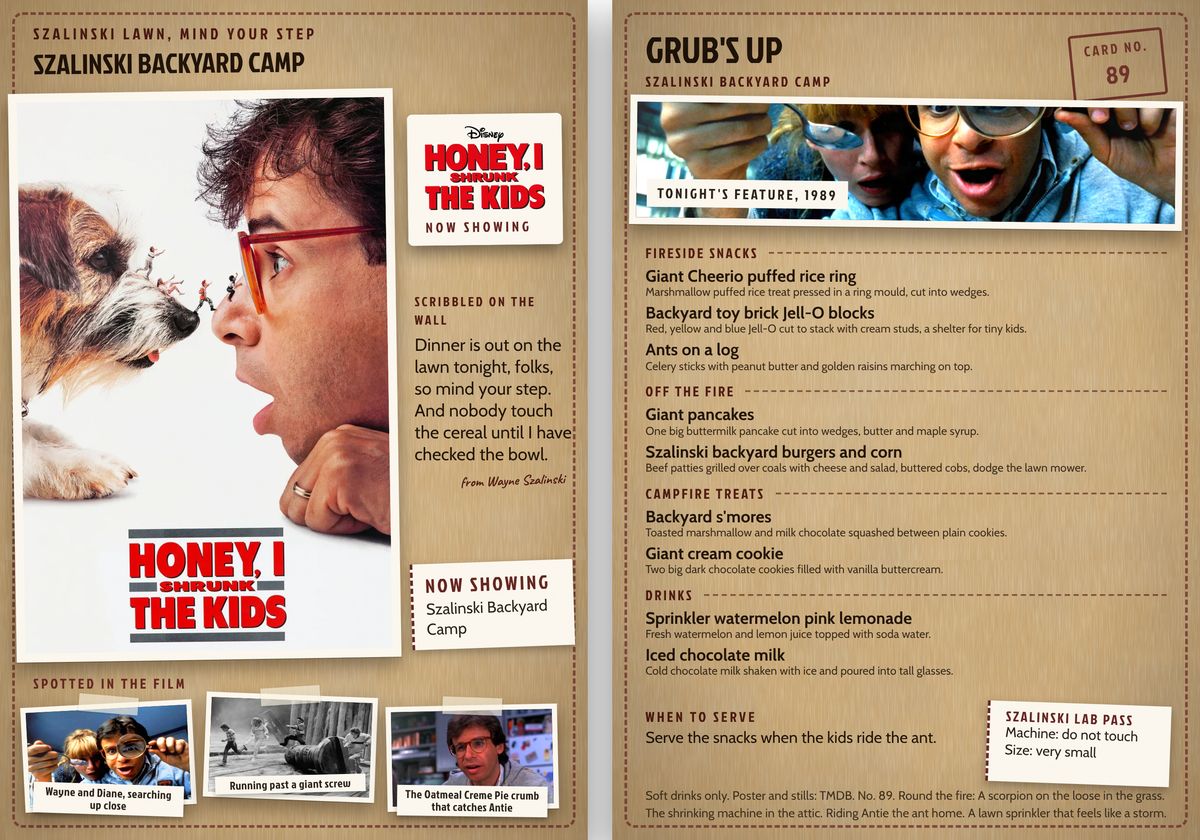 SZALINSKI LAWN, MIND YOUR STEP
SZALINSKI BACKYARD CAMP
HONEY, I
SHRUNK
THE KIDS
Disney
HONEY, I
SHRUNK
THE KIDS
NOW SHOWING
SCRIBBLED ON THE
WALL
Dinner is out on the
lawn tonight, folks,
so mind your step.
And nobody touch
the cereal until I have
checked the bowl.
from Wayne Szalinski
NOW SHOWING
Szalinski Backyard
Camp
SPOTTED IN THE FILM
Wayne and Diane, searching
up close
Running past a giant screw
The Oatmeal Creme Pie crumb
that catches Antie
GRUB'S UP
SZALINSKI BACKYARD CAMP
CARD NO.
89
TONIGHT'S FEATURE, 1989
FIRESIDE SNACKS
Giant Cheerio puffed rice ring
Marshmallow puffed rice treat pressed in a ring mould, cut into wedges.
Backyard toy brick Jell-O blocks
Red, yellow and blue Jell-O cut to stack with cream studs, a shelter for tiny kids.
Ants on a log
Celery sticks with peanut butter and golden raisins marching on top.
OFF THE FIRE
Giant pancakes
One big buttermilk pancake cut into wedges, butter and maple syrup.
Szalinski backyard burgers and corn
Beef patties grilled over coals with cheese and salad, buttered cobs, dodge the lawn mower.
CAMPFIRE TREATS
Backyard s'mores
Toasted marshmallow and milk chocolate squashed between plain cookies.
Giant cream cookie
Two big dark chocolate cookies filled with vanilla buttercream.
DRINKS
Sprinkler watermelon pink lemonade
Fresh watermelon and lemon juice topped with soda water.
Iced chocolate milk
Cold chocolate milk shaken with ice and poured into tall glasses.
WHEN TO SERVE
Serve the snacks when the kids ride the ant.
SZALINSKI LAB PASS
Machine: do not touch
Size: very small
Soft drinks only. Poster and stills: TMDB. No. 89. Round the fire: A scorpion on the loose in the grass.
The shrinking machine in the attic. Riding Antie the ant home. A lawn sprinkler that feels like a storm.